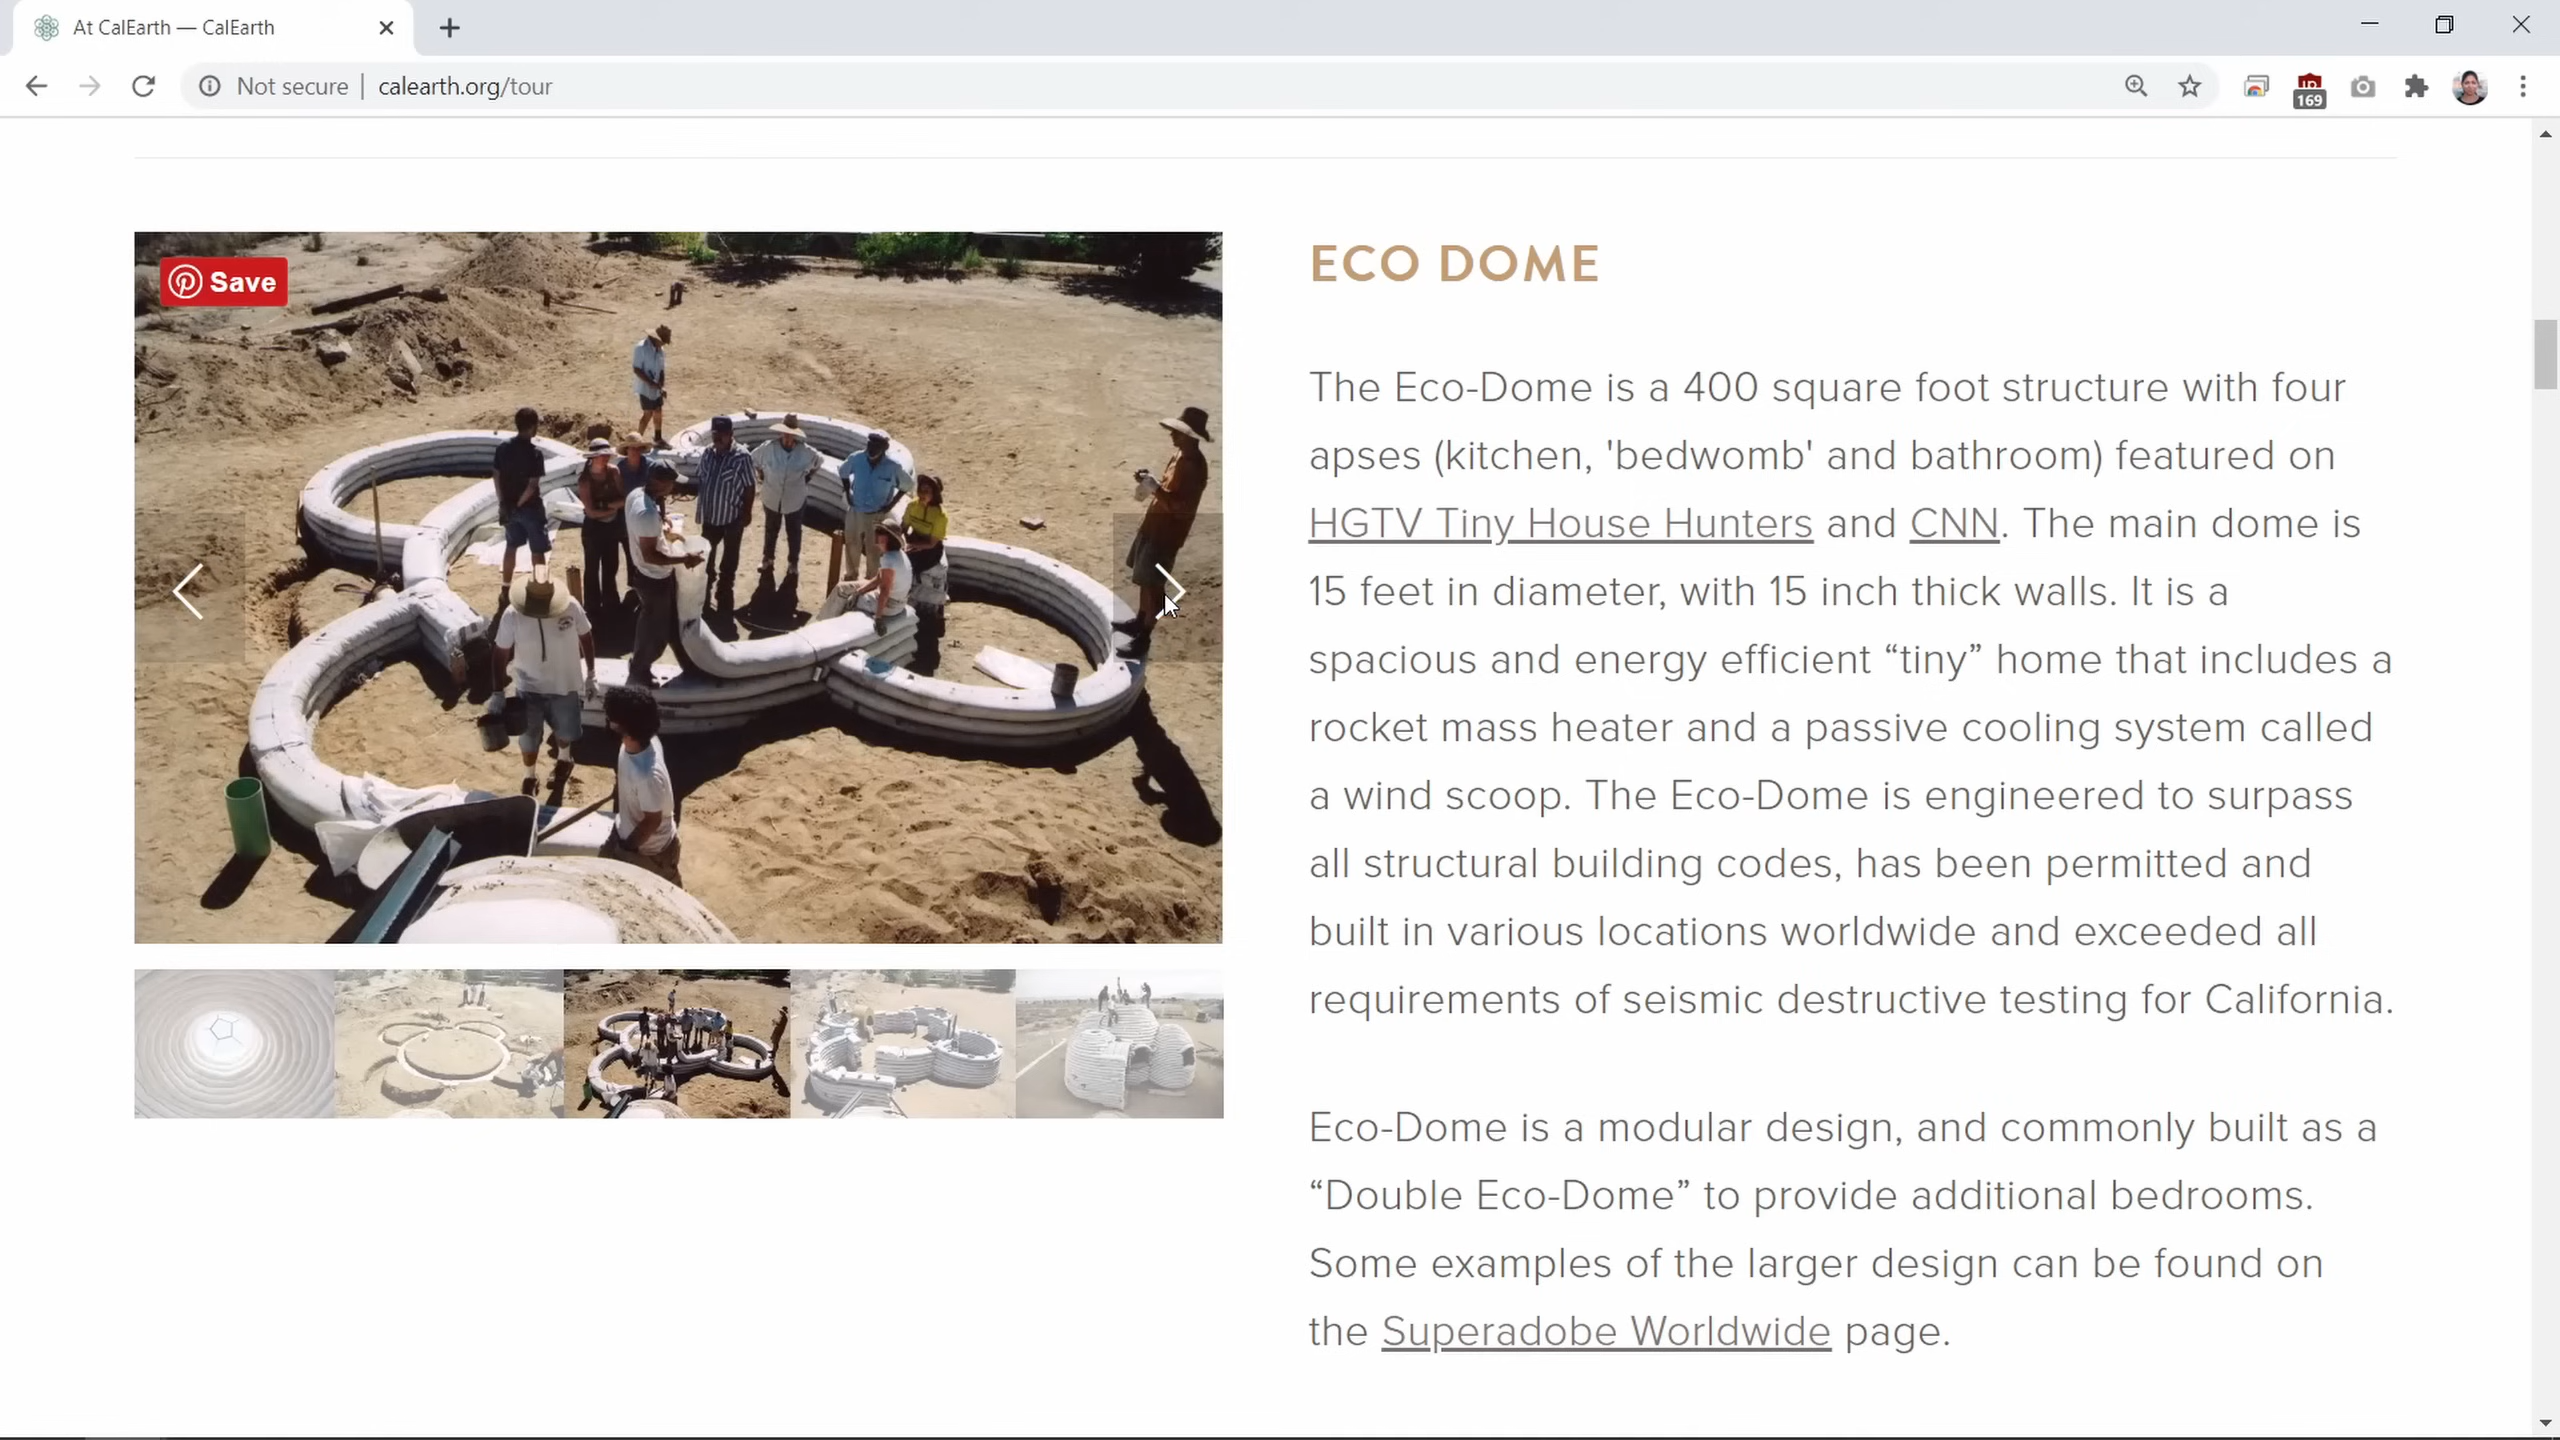 At CalEarth — CalEarth
Not secure | calearth.org/tour
169
Save
ECO DOME
The Eco-Dome is a 400 square foot structure with four
apses (kitchen, 'bedwomb' and bathroom) featured on
HGTV Tiny House Hunters and CNN. The main dome is
15 feet in diameter, with 15 inch thick walls. It is a
spacious and energy efficient “tiny” home that includes a
rocket mass heater and a passive cooling system called
a wind scoop. The Eco-Dome is engineered to surpass
all structural building codes, has been permitted and
built in various locations worldwide and exceeded all
requirements of seismic destructive testing for California.
Eco-Dome is a modular design, and commonly built as a
“Double Eco-Dome” to provide additional bedrooms.
Some examples of the larger design can be found on
the Superadobe Worldwide page.